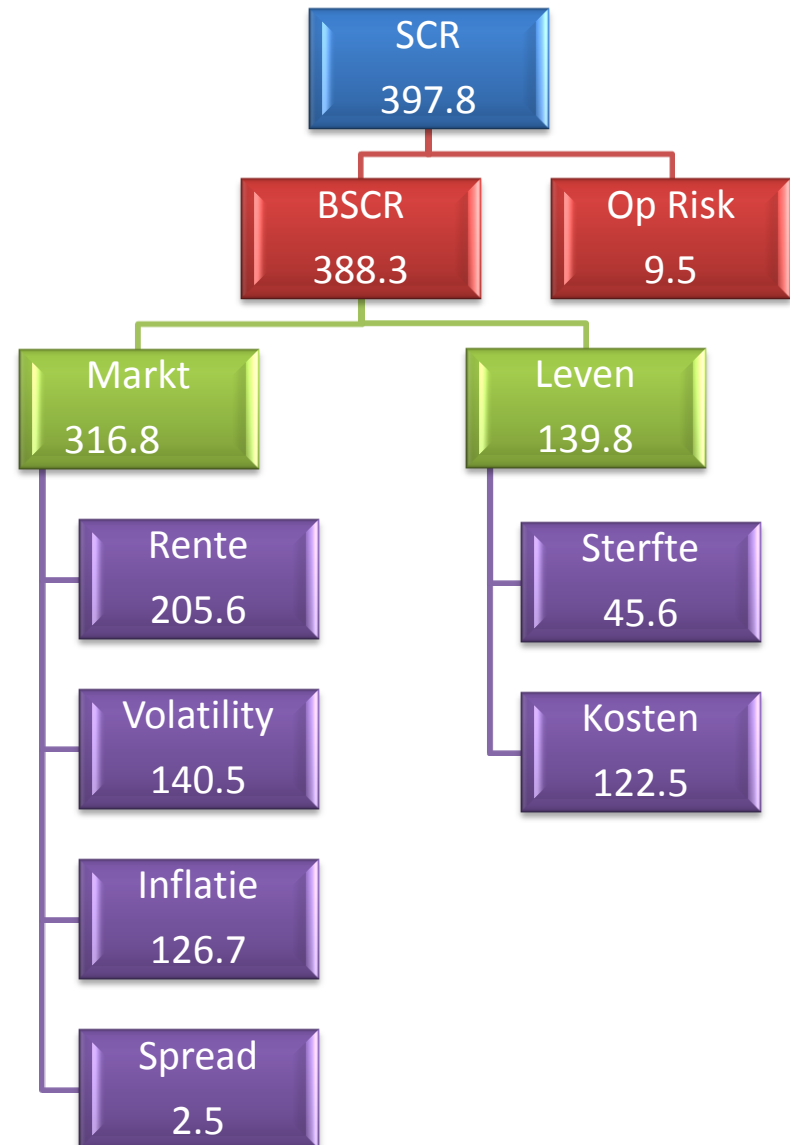 SCR
397.8
BSCR
388.3
Op Risk
9.5
Markt
316.8
Leven
139.8
Rente
205.6
Volatility
140.5
Inflatie
126.7
Spread
2.5
Sterfte
45.6
Kosten
122.5